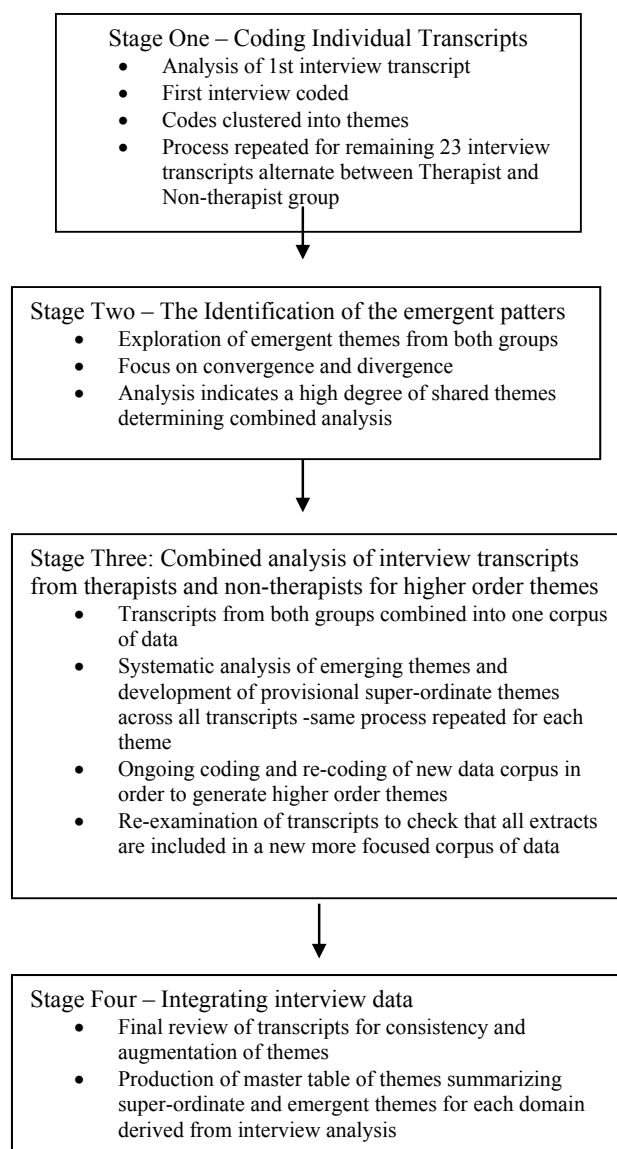 Stage One – Coding Individual Transcripts
• Analysis of 1st interview transcript
• First interview coded
• Codes clustered into themes
• Process repeated for remaining 23 interview
transcripts alternate between Therapist and
Non-therapist group
Stage Two – The Identification of the emergent patters
• Exploration of emergent themes from both groups
• Focus on convergence and divergence
• Analysis indicates a high degree of shared themes
determining combined analysis
Stage Three: Combined analysis of interview transcripts
from therapists and non-therapists for higher order themes
• Transcripts from both groups combined into one corpus
of data
• Systematic analysis of emerging themes and
development of provisional super-ordinate themes
across all transcripts -same process repeated for each
theme
• Ongoing coding and re-coding of new data corpus in
order to generate higher order themes
• Re-examination of transcripts to check that all extracts
are included in a new more focused corpus of data
Stage Four – Integrating interview data
• Final review of transcripts for consistency and
augmentation of themes
• Production of master table of themes summarizing
super-ordinate and emergent themes for each domain
derived from interview analysis